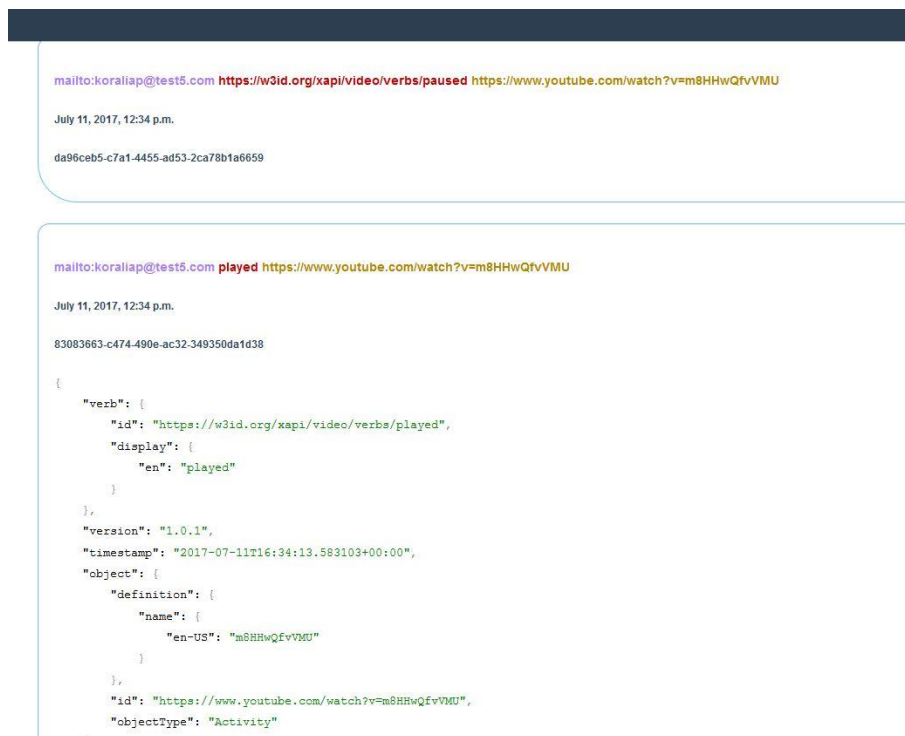 mailto:koraliap@test5.com https://w3id.org/xapi/video/verbs/paused https://www.youtube.com/watch?v=m8HHwQfvVMU
July 11, 2017, 12:34 p.m.
da96ceb5-c7a1-4455-ad53-2ca78b1a6659
mailto:koraliap@test5.com played https://www.youtube.com/watch?v=m8HHwQfvVMU
July 11, 2017, 12:34 p.m.
83083663-c474-490e-ac32-349350da1d38
{
"verb": {
"id": "https://w3id.org/xapi/video/verbs/played",
"display": {
"en": "played"
}
},
"version": "1.0.1",
"timestamp": "2017-07-11T16:34:13.583103+00:00",
"object": {
"definition": {
"name": {
"en-US": "m8HHwQfvVMU"
}
},
"id": "https://www.youtube.com/watch?v=m8HHwQfvVMU",
"objectType": "Activity"